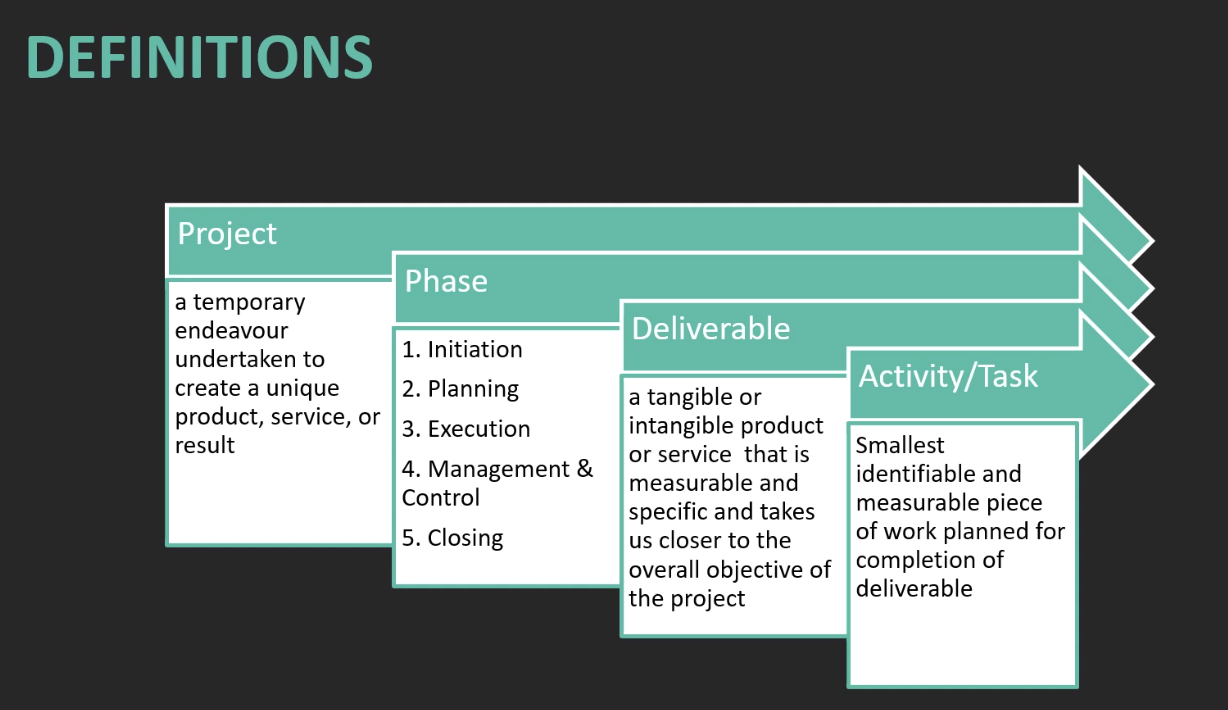 DEFINITIONS
Project
a temporary
endeavour
undertaken to
create a unique
product, service, or
result
Phase
1. Initiation
2. Planning
3. Execution
4. Management &
Control
5. Closing
Deliverable
a tangible or
intangible product
or service  that is
measurable and
specific and takes
us closer to the
overall objective of
the project
Activity/Task
Smallest
identifiable and
measurable piece
of work planned for
completion of
deliverable